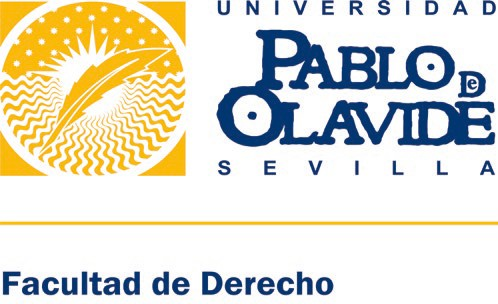 UNIVERSIDAD
PABLO DE
OLAVIDE
SEVILLA
Facultad de Derecho